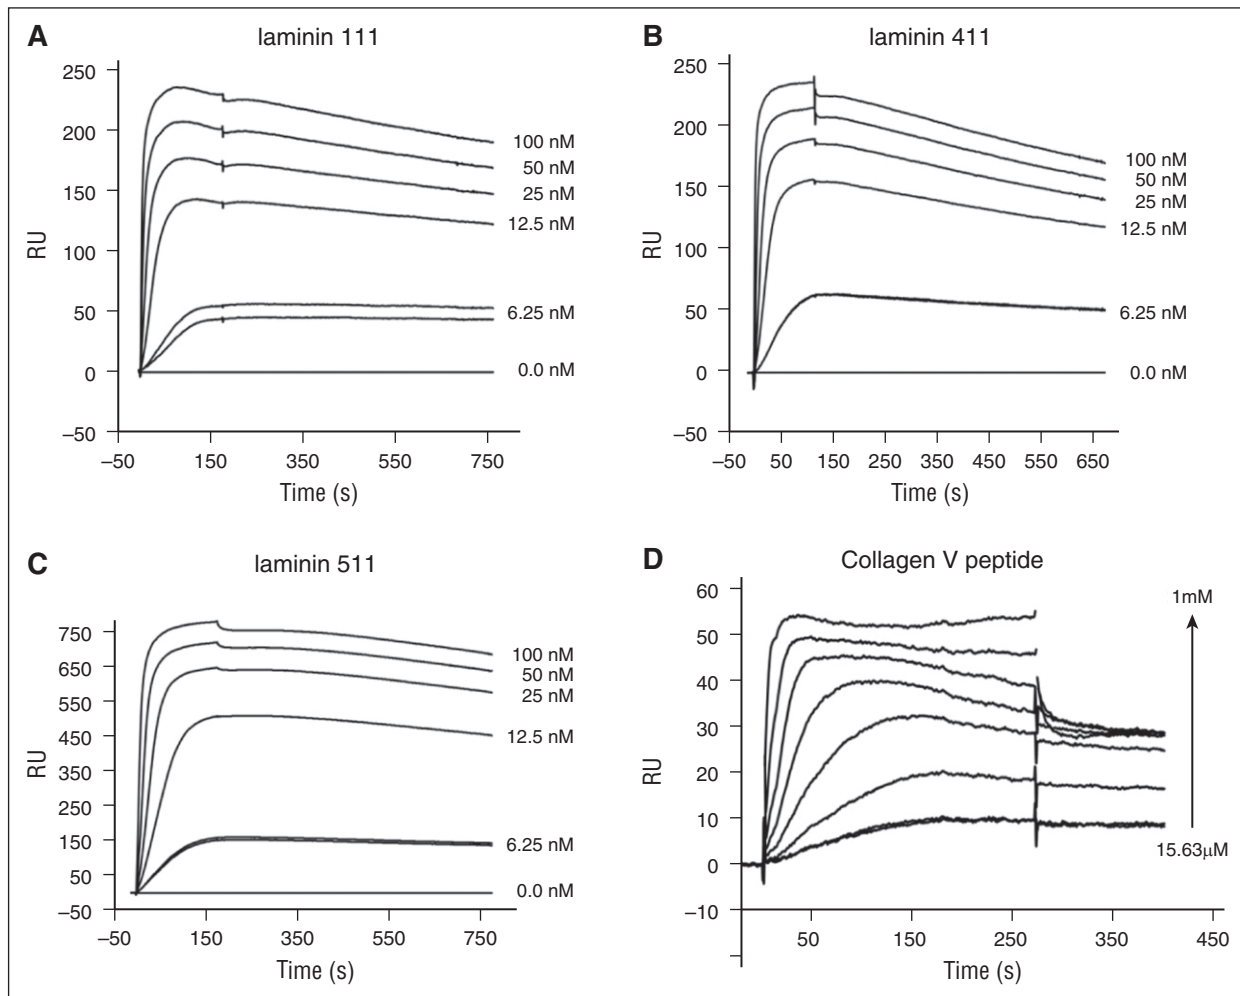 A
laminin 111
RU
250
200
150
100
50
0
–50
–50 150 350 550 750
Time (s)
100 nM
50 nM
25 nM
12.5 nM
6.25 nM
0.0 nM
B
laminin 411
RU
250
200
150
100
50
0
–50
–50 50 150 250 350 450 550 650
Time (s)
100 nM
50 nM
25 nM
12.5 nM
6.25 nM
0.0 nM
C
laminin 511
RU
750
650
550
450
350
250
150
50
–50
–50 150 350 550 750
Time (s)
100 nM
50 nM
25 nM
12.5 nM
6.25 nM
0.0 nM
D
Collagen V peptide
RU
60
50
40
30
20
10
0
–10
50 150 250 350 450
Time (s)
1mM
15.63μM